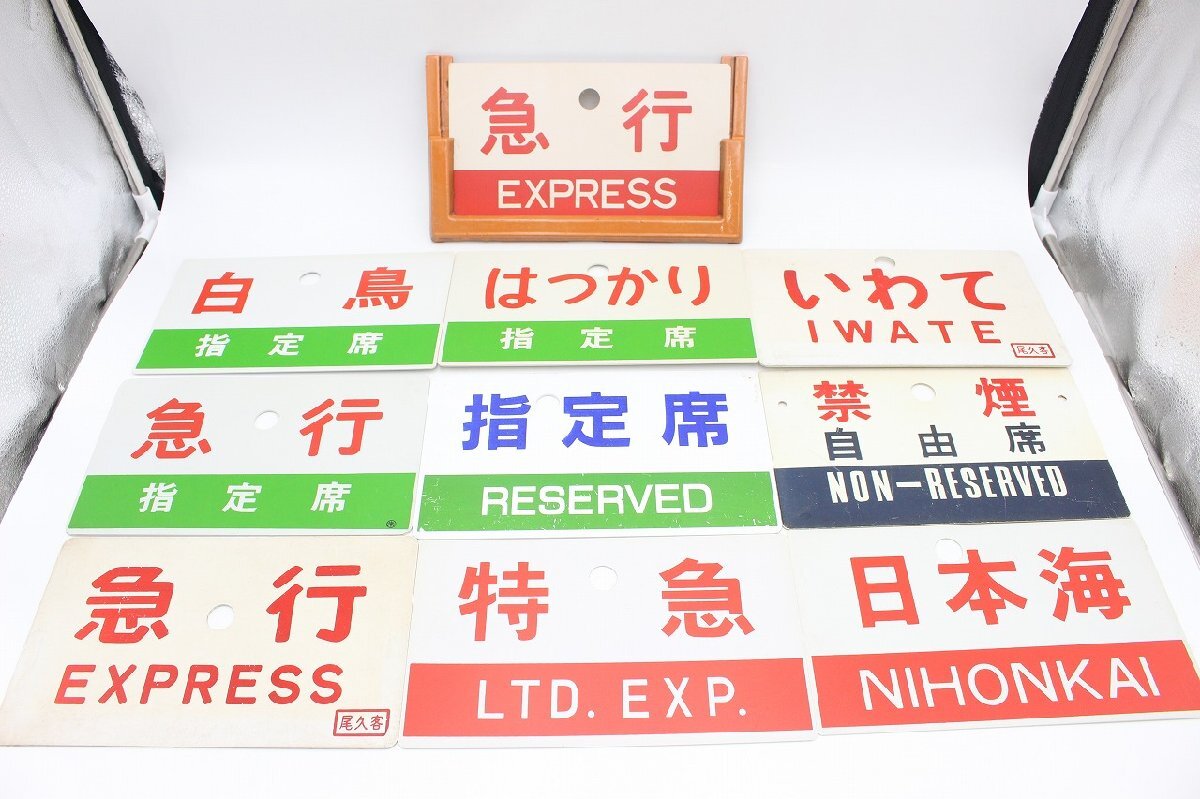 急行
EXPRESS
白鳥
指定席
はつかり
指定席
いわて
IWATE
尾久客
急行
指定席
指定席
RESERVED
禁煙
自由席
NON-RESERVED
急行
EXPRESS
尾久客
特急
LTD. EXP.
日本海
NIHONKAI